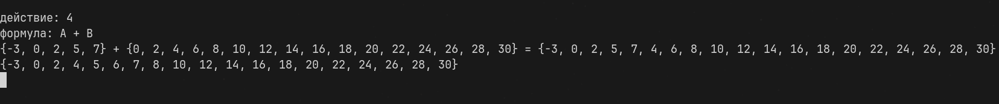 действие: 4
формула: A + B
{-3, 0, 2, 5, 7} + {0, 2, 4, 6, 8, 10, 12, 14, 16, 18, 20, 22, 24, 26, 28, 30} = {-3, 0, 2, 5, 7, 4, 6, 8, 10, 12, 14, 16, 18, 20, 22, 24, 26, 28, 30}
{-3, 0, 2, 4, 5, 6, 7, 8, 10, 12, 14, 16, 18, 20, 22, 24, 26, 28, 30}